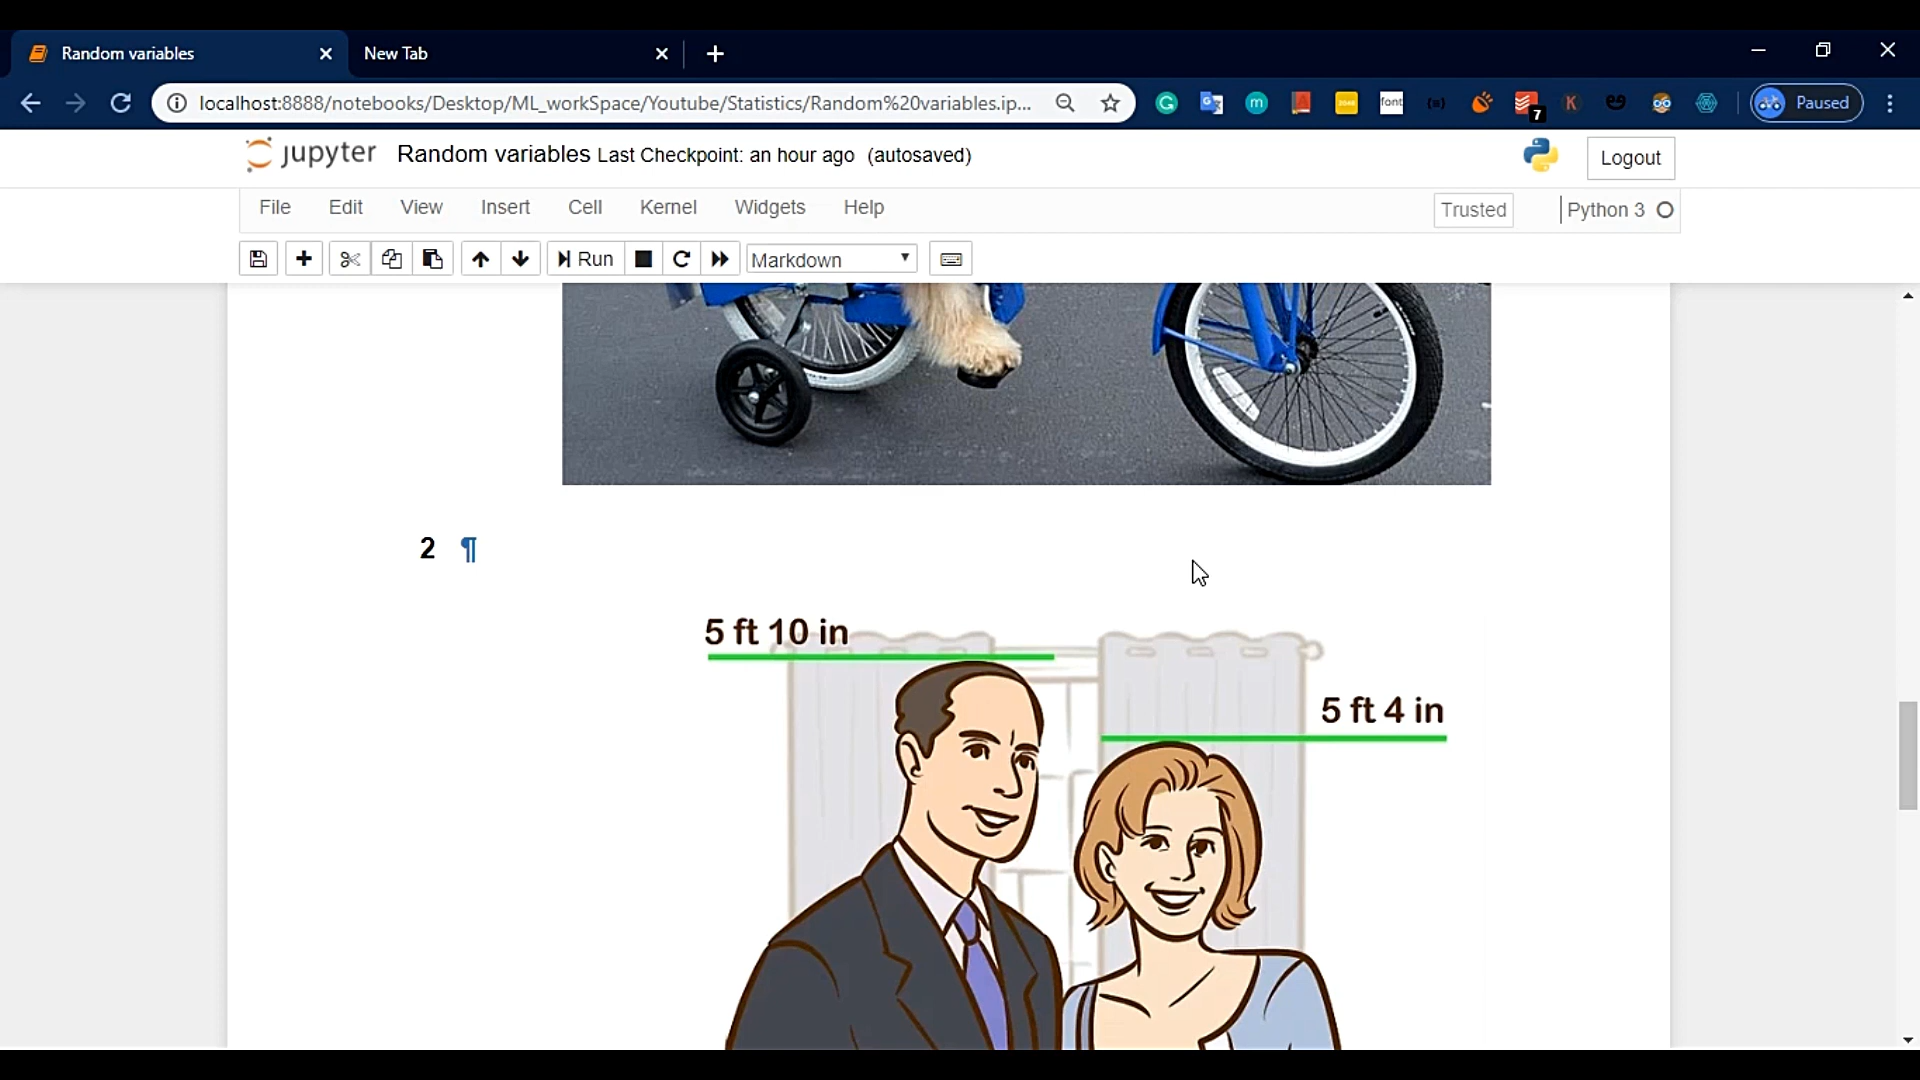 Random variables
New Tab
localhost:8888/notebooks/Desktop/ML_workSpace/Youtube/Statistics/Random%20variables.ip...
font
7
K
Paused
jupyter Random variables Last Checkpoint: an hour ago (autosaved)
Logout
File Edit View Insert Cell Kernel Widgets Help
Trusted
Python 3
Run
Markdown
2 ¶
5 ft 10 in
5 ft 4 in